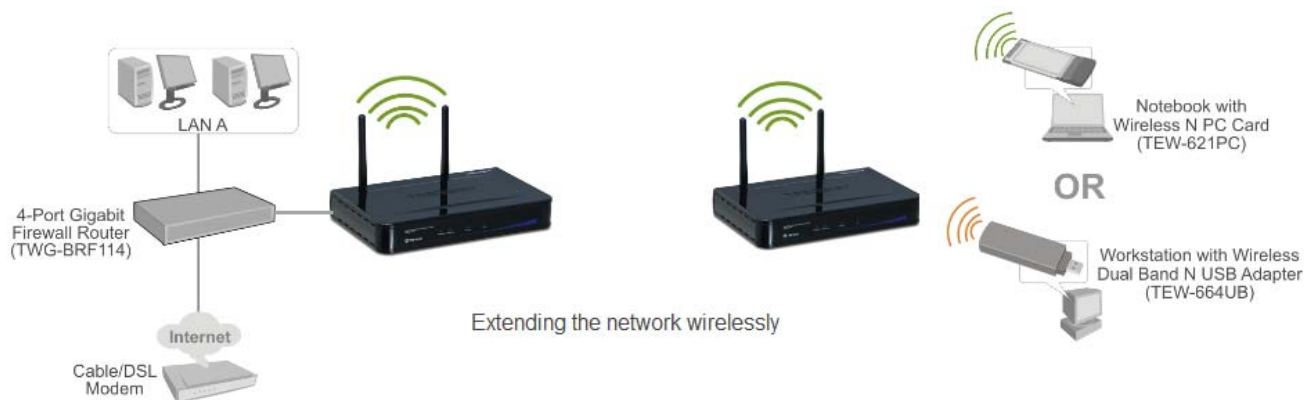 LAN A
4-Port Gigabit
Firewall Router
(TWG-BRF114)
Internet
Cable/DSL
Modem
Extending the network wirelessly
Notebook with
Wireless N PC Card
(TEW-621PC)
OR
Workstation with Wireless
Dual Band N USB Adapter
(TEW-664UB)